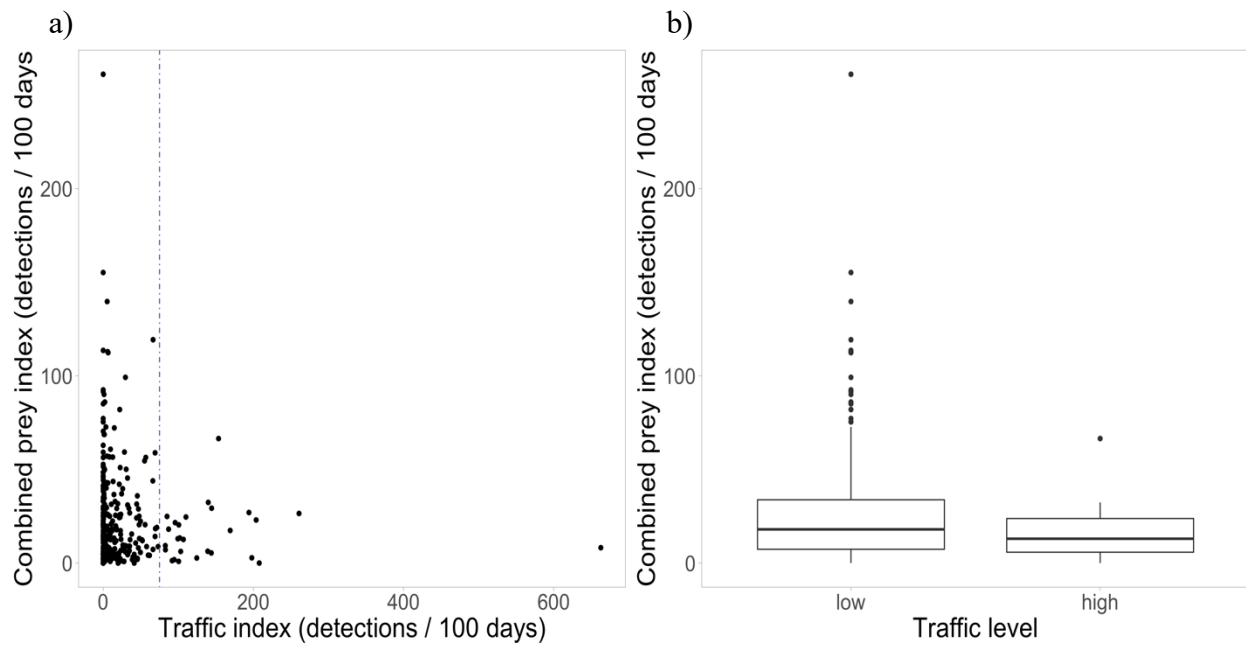 a)
Combined prey index (detections / 100 days
200
100
0
0 200 400 600
Traffic index (detections / 100 days)
b)
Combined prey index (detections / 100 days
200
100
0
low high
Traffic level